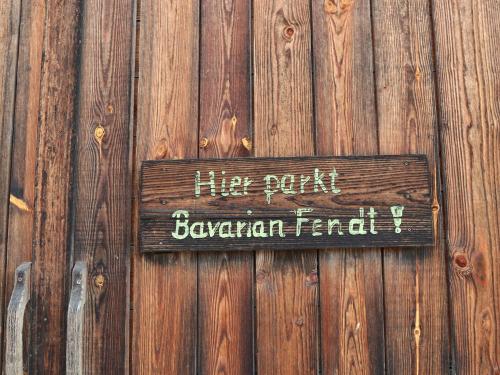 Hier parkt
Bavarian Fendt !